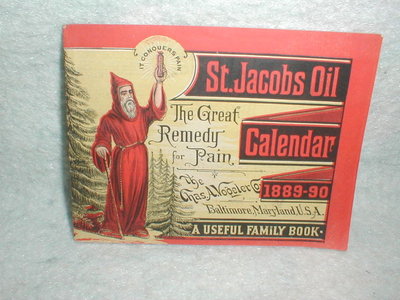 IT CONQUERS PAIN
St. Jacobs Oil
The Great
Remedy
for Pain.
Calendar
The
Chas. A. Vogeler Co.
1889-90
Baltimore, Maryland, U.S.A.
A USEFUL FAMILY BOOK.